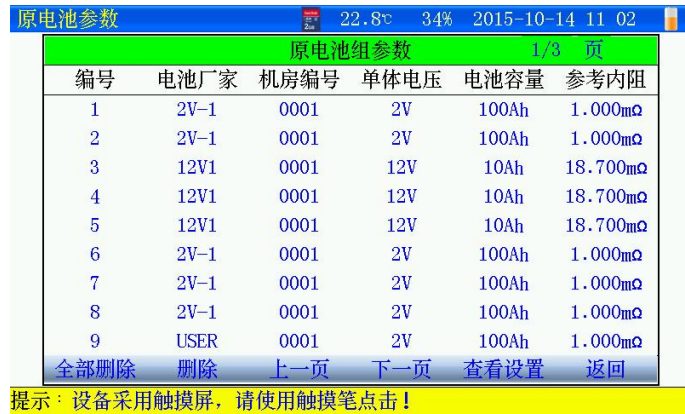 原电池参数 22.8℃ 34% 2015-10-14 11 02
原电池组参数 1/3 页
编号 电池厂家 机房编号 单体电压 电池容量 参考内阻
1 2V-1 0001 2V 100Ah 1.000mΩ
2 2V-1 0001 2V 100Ah 1.000mΩ
3 12V1 0001 12V 10Ah 18.700mΩ
4 12V1 0001 12V 10Ah 18.700mΩ
5 12V1 0001 12V 10Ah 18.700mΩ
6 2V-1 0001 2V 100Ah 1.000mΩ
7 2V-1 0001 2V 100Ah 1.000mΩ
8 2V-1 0001 2V 100Ah 1.000mΩ
9 USER 0001 2V 100Ah 1.000mΩ
全部删除 删除 上一页 下一页 查看设置 返回
提示：设备采用触摸屏，请使用触摸笔点击！